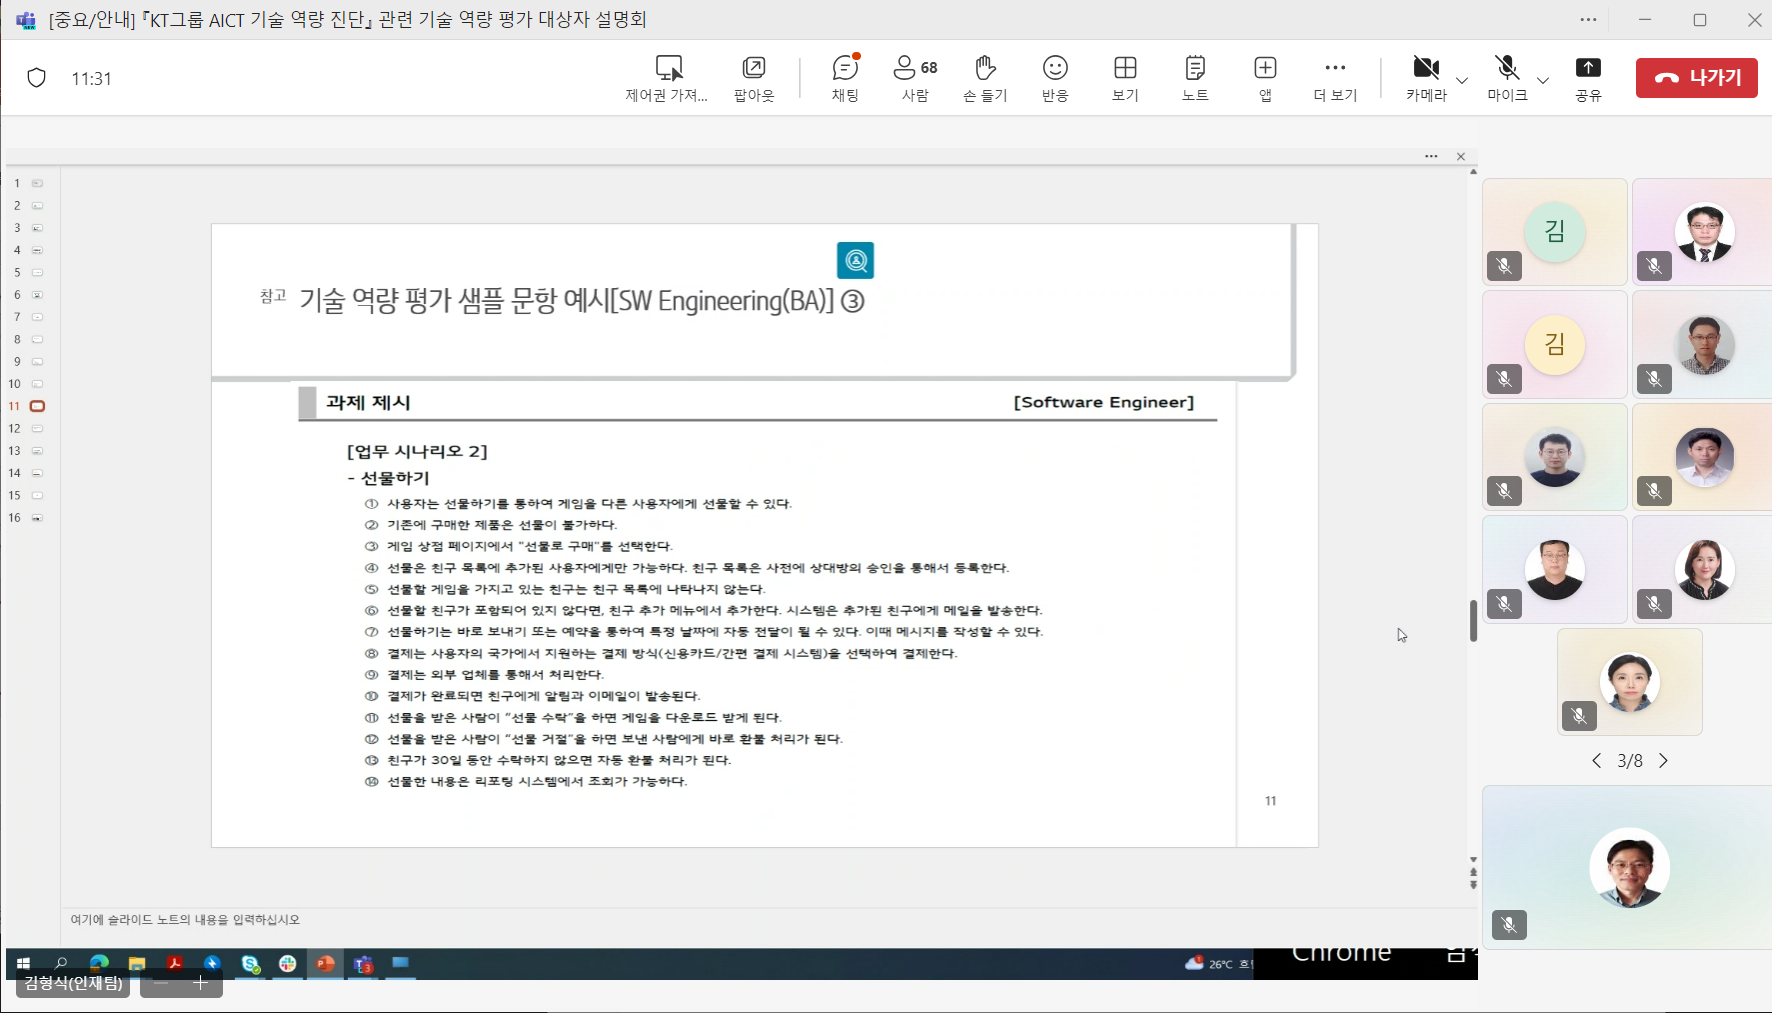 [중요/안내] 『KT그룹 AICT 기술 역량 진단』 관련 기술 역량 평가 대상자 설명회
11:31
제어권 가져...
팝아웃
채팅
68
사람
손 들기
반응
보기
노트
앱
더 보기
카메라
마이크
공유
나가기
1
2
3
4
5
6
7
8
9
10
11
12
13
14
15
16
참고 기술 역량 평가 샘플 문항 예시[SW Engineering(BA)] ③
과제 제시 [Software Engineer]
[업무 시나리오 2]
- 선물하기
① 사용자는 선물하기를 통하여 게임을 다른 사용자에게 선물할 수 있다.
② 기존에 구매한 제품은 선물이 불가하다.
③ 게임 상점 페이지에서 "선물로 구매"를 선택한다.
④ 선물은 친구 목록에 추가된 사용자에게만 가능하다. 친구 목록은 사전에 상대방의 승인을 통해서 등록한다.
⑤ 선물할 게임을 가지고 있는 친구는 친구 목록에 나타나지 않는다.
⑥ 선물할 친구가 포함되어 있지 않다면, 친구 추가 메뉴에서 추가한다. 시스템은 추가된 친구에게 메일을 발송한다.
⑦ 선물하기는 바로 보내기 또는 예약을 통하여 특정 날짜에 자동 전달이 될 수 있다. 이때 메시지를 작성할 수 있다.
⑧ 결제는 사용자의 국가에서 지원하는 결제 방식(신용카드/간편 결제 시스템)을 선택하여 결제한다.
⑨ 결제는 외부 업체를 통해서 처리한다.
⑩ 결제가 완료되면 친구에게 알림과 이메일이 발송된다.
⑪ 선물을 받은 사람이 “선물 수락”을 하면 게임을 다운로드 받게 된다.
⑫ 선물을 받은 사람이 “선물 거절”을 하면 보낸 사람에게 바로 환불 처리가 된다.
⑬ 친구가 30일 동안 수락하지 않으면 자동 환불 처리가 된다.
⑭ 선물한 내용은 리포팅 시스템에서 조회가 가능하다.
11
여기에 슬라이드 노트의 내용을 입력하십시오
김
김
3/8
26°C
Chrome
김형식(인재팀)